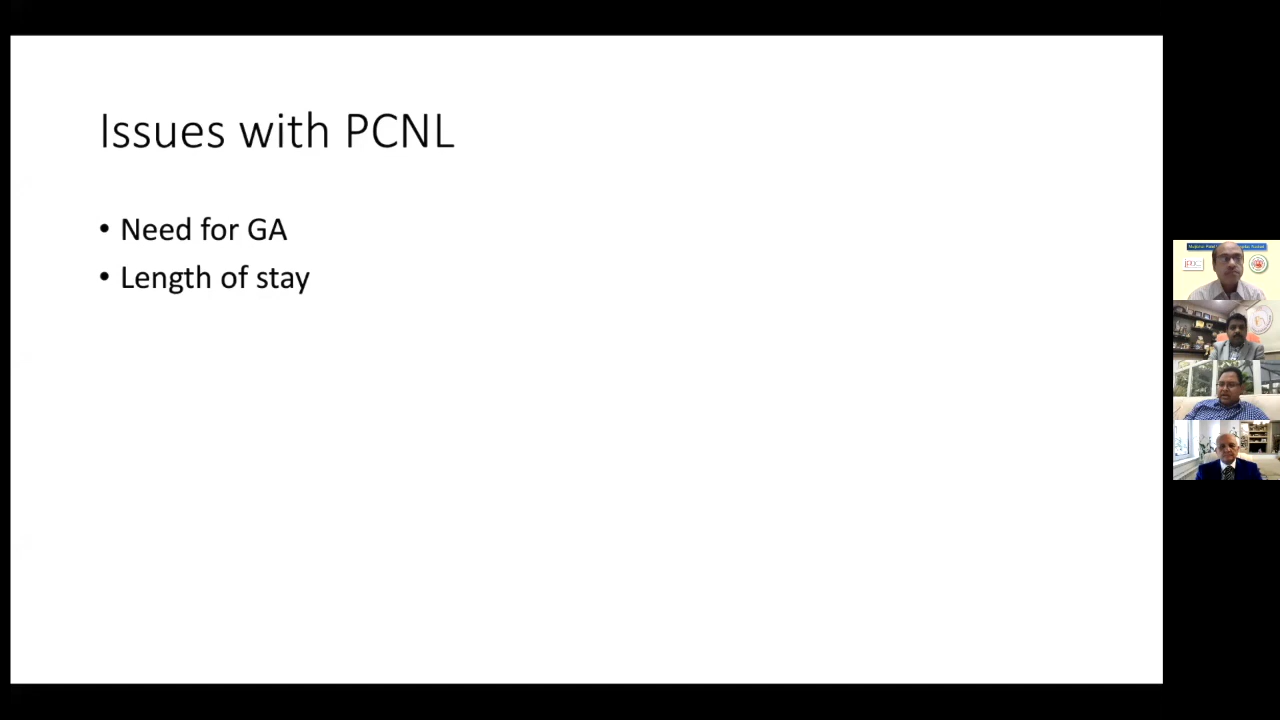 Issues with PCNL
• Need for GA
• Length of stay